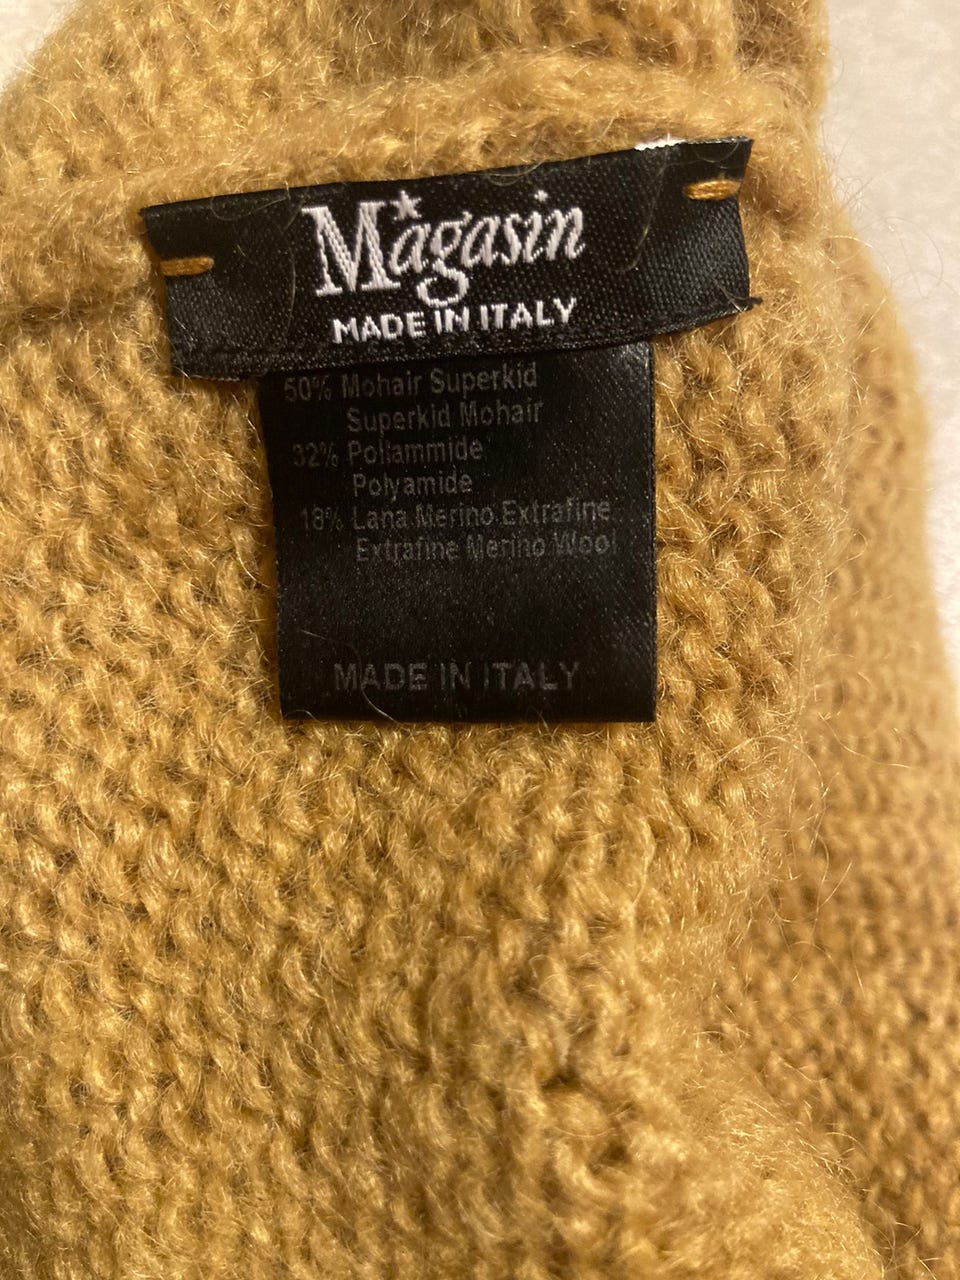 Magasin
MADE IN ITALY
50% Mohair Superkid
Superkid Mohair
32% Poliammide
Polyamide
18% Lana Merino Extrafine
Extrafine Merino Wool
MADE IN ITALY